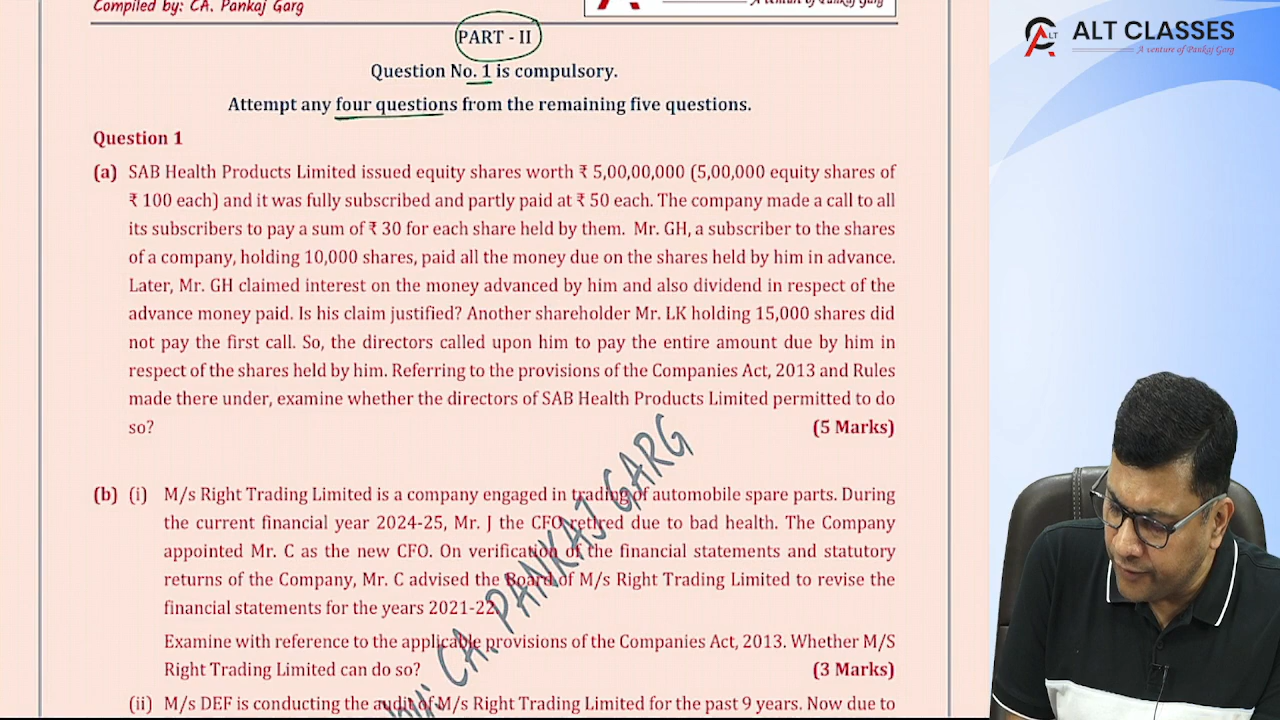 Compiled by: CA. Pankaj Garg
A venture of Pankaj Garg
ALT CLASSES
A venture of Pankaj Garg
ALT
PART - II
Question No. 1 is compulsory.
Attempt any four questions from the remaining five questions.
Question 1
(a) SAB Health Products Limited issued equity shares worth ₹ 5,00,00,000 (5,00,000 equity shares of
₹ 100 each) and it was fully subscribed and partly paid at ₹ 50 each. The company made a call to all
its subscribers to pay a sum of ₹ 30 for each share held by them. Mr. GH, a subscriber to the shares
of a company, holding 10,000 shares, paid all the money due on the shares held by him in advance.
Later, Mr. GH claimed interest on the money advanced by him and also dividend in respect of the
advance money paid. Is his claim justified? Another shareholder Mr. LK holding 15,000 shares did
not pay the first call. So, the directors called upon him to pay the entire amount due by him in
respect of the shares held by him. Referring to the provisions of the Companies Act, 2013 and Rules
made there under, examine whether the directors of SAB Health Products Limited permitted to do
so? (5 Marks)
(b) (i) M/s Right Trading Limited is a company engaged in trading of automobile spare parts. During
the current financial year 2024-25, Mr. J the CFO retired due to bad health. The Company
appointed Mr. C as the new CFO. On verification of the financial statements and statutory
returns of the Company, Mr. C advised the Board of M/s Right Trading Limited to revise the
financial statements for the years 2021-22.
Examine with reference to the applicable provisions of the Companies Act, 2013. Whether M/S
Right Trading Limited can do so? (3 Marks)
(ii) M/s DEF is conducting the audit of M/s Right Trading Limited for the past 9 years. Now due to
by: CA. PANKAJ GARG